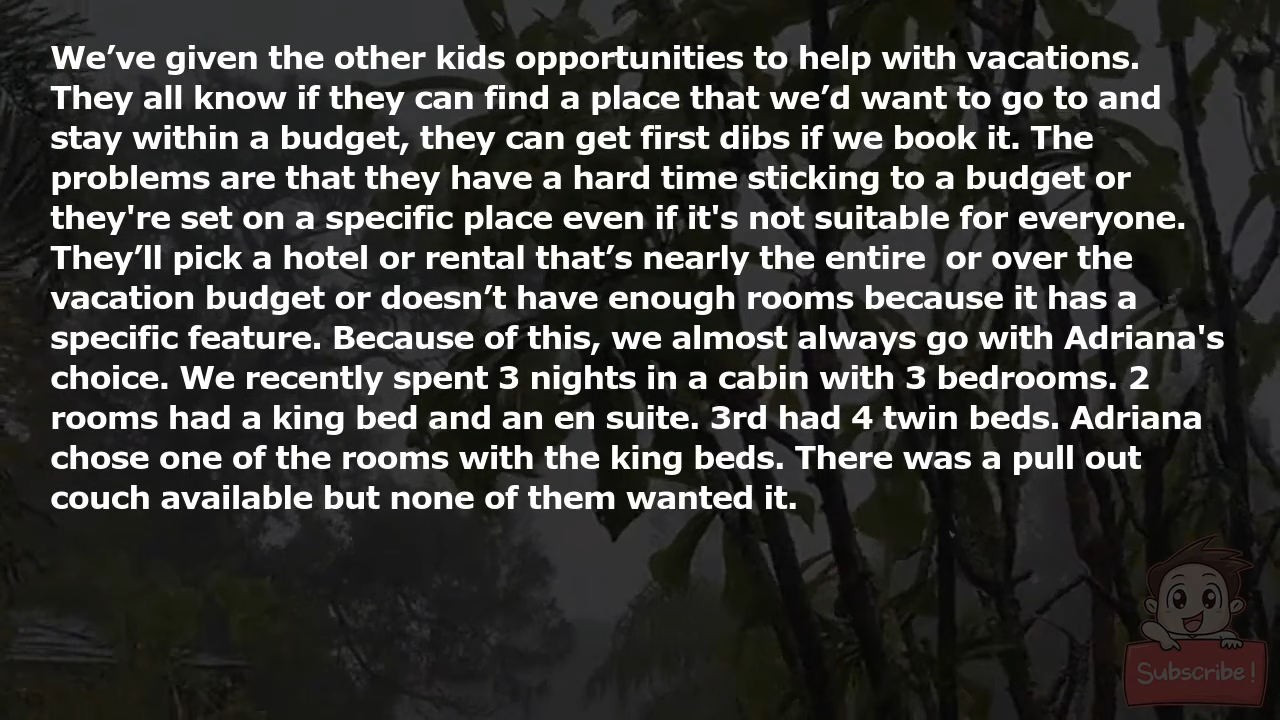 We’ve given the other kids opportunities to help with vacations.
They all know if they can find a place that we’d want to go to and
stay within a budget, they can get first dibs if we book it. The
problems are that they have a hard time sticking to a budget or
they're set on a specific place even if it's not suitable for everyone.
They’ll pick a hotel or rental that’s nearly the entire  or over the
vacation budget or doesn’t have enough rooms because it has a
specific feature. Because of this, we almost always go with Adriana's
choice. We recently spent 3 nights in a cabin with 3 bedrooms. 2
rooms had a king bed and an en suite. 3rd had 4 twin beds. Adriana
chose one of the rooms with the king beds. There was a pull out
couch available but none of them wanted it.
Subscribe!